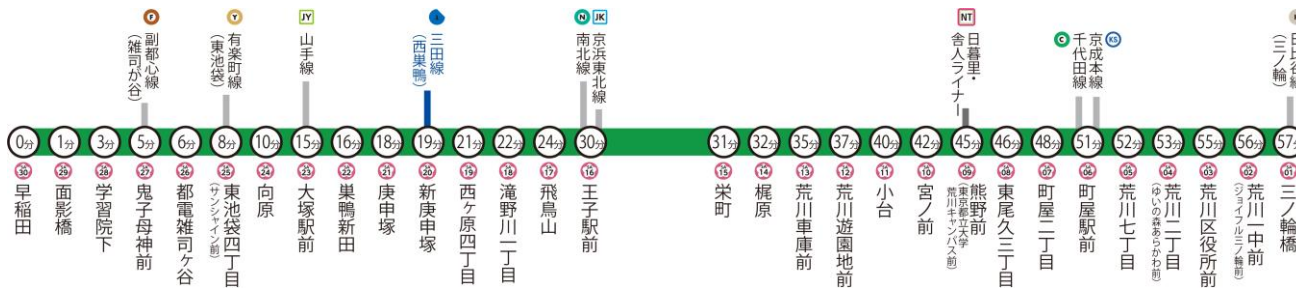 F
副都心線
(雑司が谷)
Y
有楽町線
(東池袋)
JY
山手線
I
三田線
(西巣鴨)
N
南北線
JK
京浜東北線
NT
日暮里・
舎人ライナー
C
千代田線
KS
京成本線
日比谷線
(三ノ輪)
0分
1分
3分
5分
6分
8分
10分
15分
16分
18分
19分
21分
22分
24分
30分
31分
32分
35分
37分
40分
42分
45分
46分
48分
51分
52分
53分
55分
56分
57分
30
早稲田
29
面影橋
28
学習院下
27
鬼子母神前
26
都電雑司ヶ谷
25
東池袋四丁目
(サンシャイン前)
24
向原
23
大塚駅前
22
巣鴨新田
21
庚申塚
20
新庚申塚
19
西ヶ原四丁目
18
滝野川一丁目
17
飛鳥山
16
王子駅前
15
栄町
14
梶原
13
荒川車庫前
12
荒川遊園地前
11
小台
10
宮ノ前
09
熊野前
(東京都立大学
荒川キャンパス前)
08
東尾久三丁目
07
町屋二丁目
06
町屋駅前
05
荒川七丁目
04
荒川二丁目
(ゆいの森あらかわ前)
03
荒川区役所前
02
荒川一中前
(ジョイフル三ノ輪前)
01
三ノ輪橋